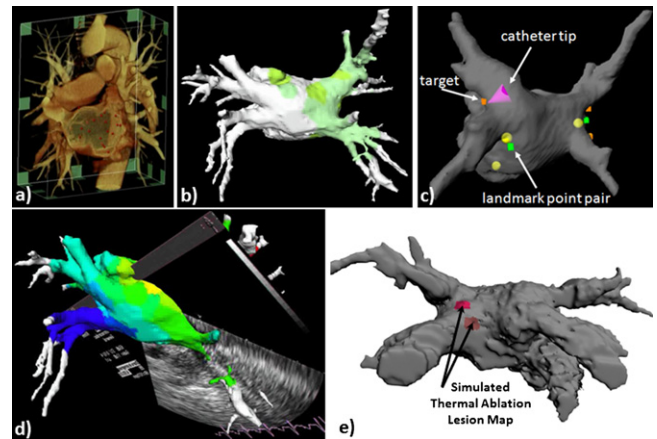 a)
b)
c)
catheter tip
target
landmark point pair
d)
e)
Simulated
Thermal Ablation
Lesion Map